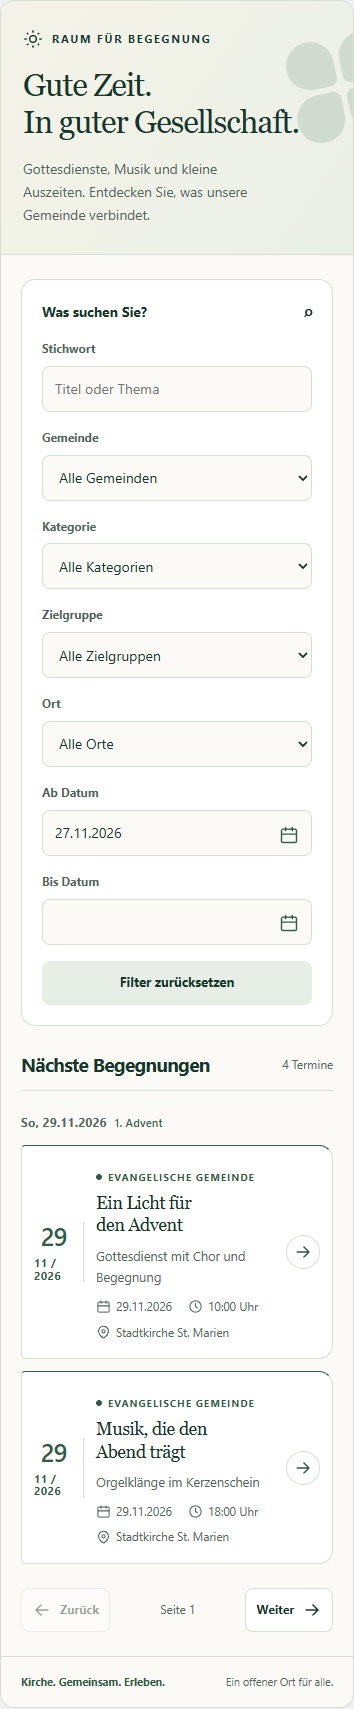 RAUM FÜR BEGEGNUNG
Gute Zeit.
In guter Gesellschaft.
Gottesdienste, Musik und kleine
Auszeiten. Entdecken Sie, was unsere
Gemeinde verbindet.
Was suchen Sie?
Stichwort
Titel oder Thema
Gemeinde
Alle Gemeinden
Kategorie
Alle Kategorien
Zielgruppe
Alle Zielgruppen
Ort
Alle Orte
Ab Datum
27.11.2026
Bis Datum
Filter zurücksetzen
Nächste Begegnungen 4 Termine
So, 29.11.2026 1. Advent
EVANGELISCHE GEMEINDE
Ein Licht für
den Advent
29
11 /
2026
Gottesdienst mit Chor und
Begegnung
29.11.2026 10:00 Uhr
Stadtkirche St. Marien
EVANGELISCHE GEMEINDE
Musik, die den
Abend trägt
29
11 /
2026
Orgelklänge im Kerzenschein
29.11.2026 18:00 Uhr
Stadtkirche St. Marien
Zurück Seite 1 Weiter
Kirche. Gemeinsam. Erleben. Ein offener Ort für alle.